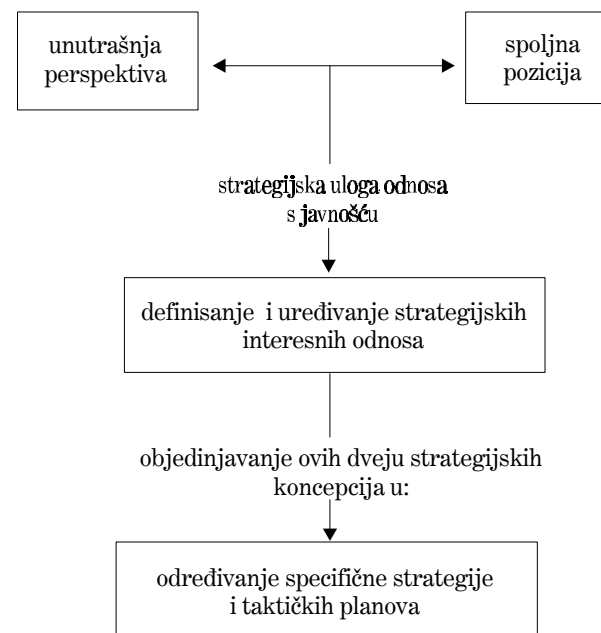 unutrašnja
perspektiva
spoljna
pozicija
strategijska uloga odnosa
s javnošću
definisanje i uređivanje strategijskih
interesnih odnosa
objedinjavanje ovih dveju strategijskih
koncepcija u:
određivanje specifične strategije
i taktičkih planova